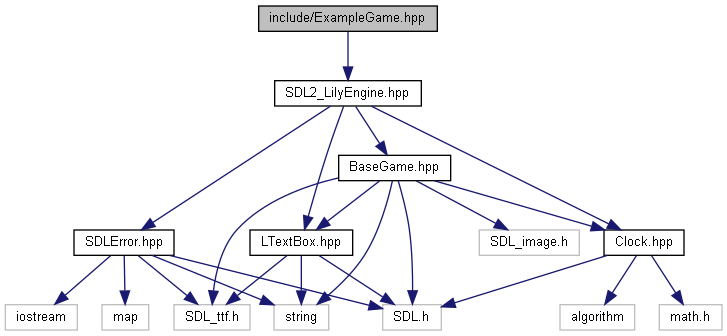 include/ExampleGame.hpp
SDL2_LilyEngine.hpp
BaseGame.hpp
SDLError.hpp
LTextBox.hpp
SDL_image.h
Clock.hpp
iostream
map
SDL_ttf.h
string
SDL.h
algorithm
math.h